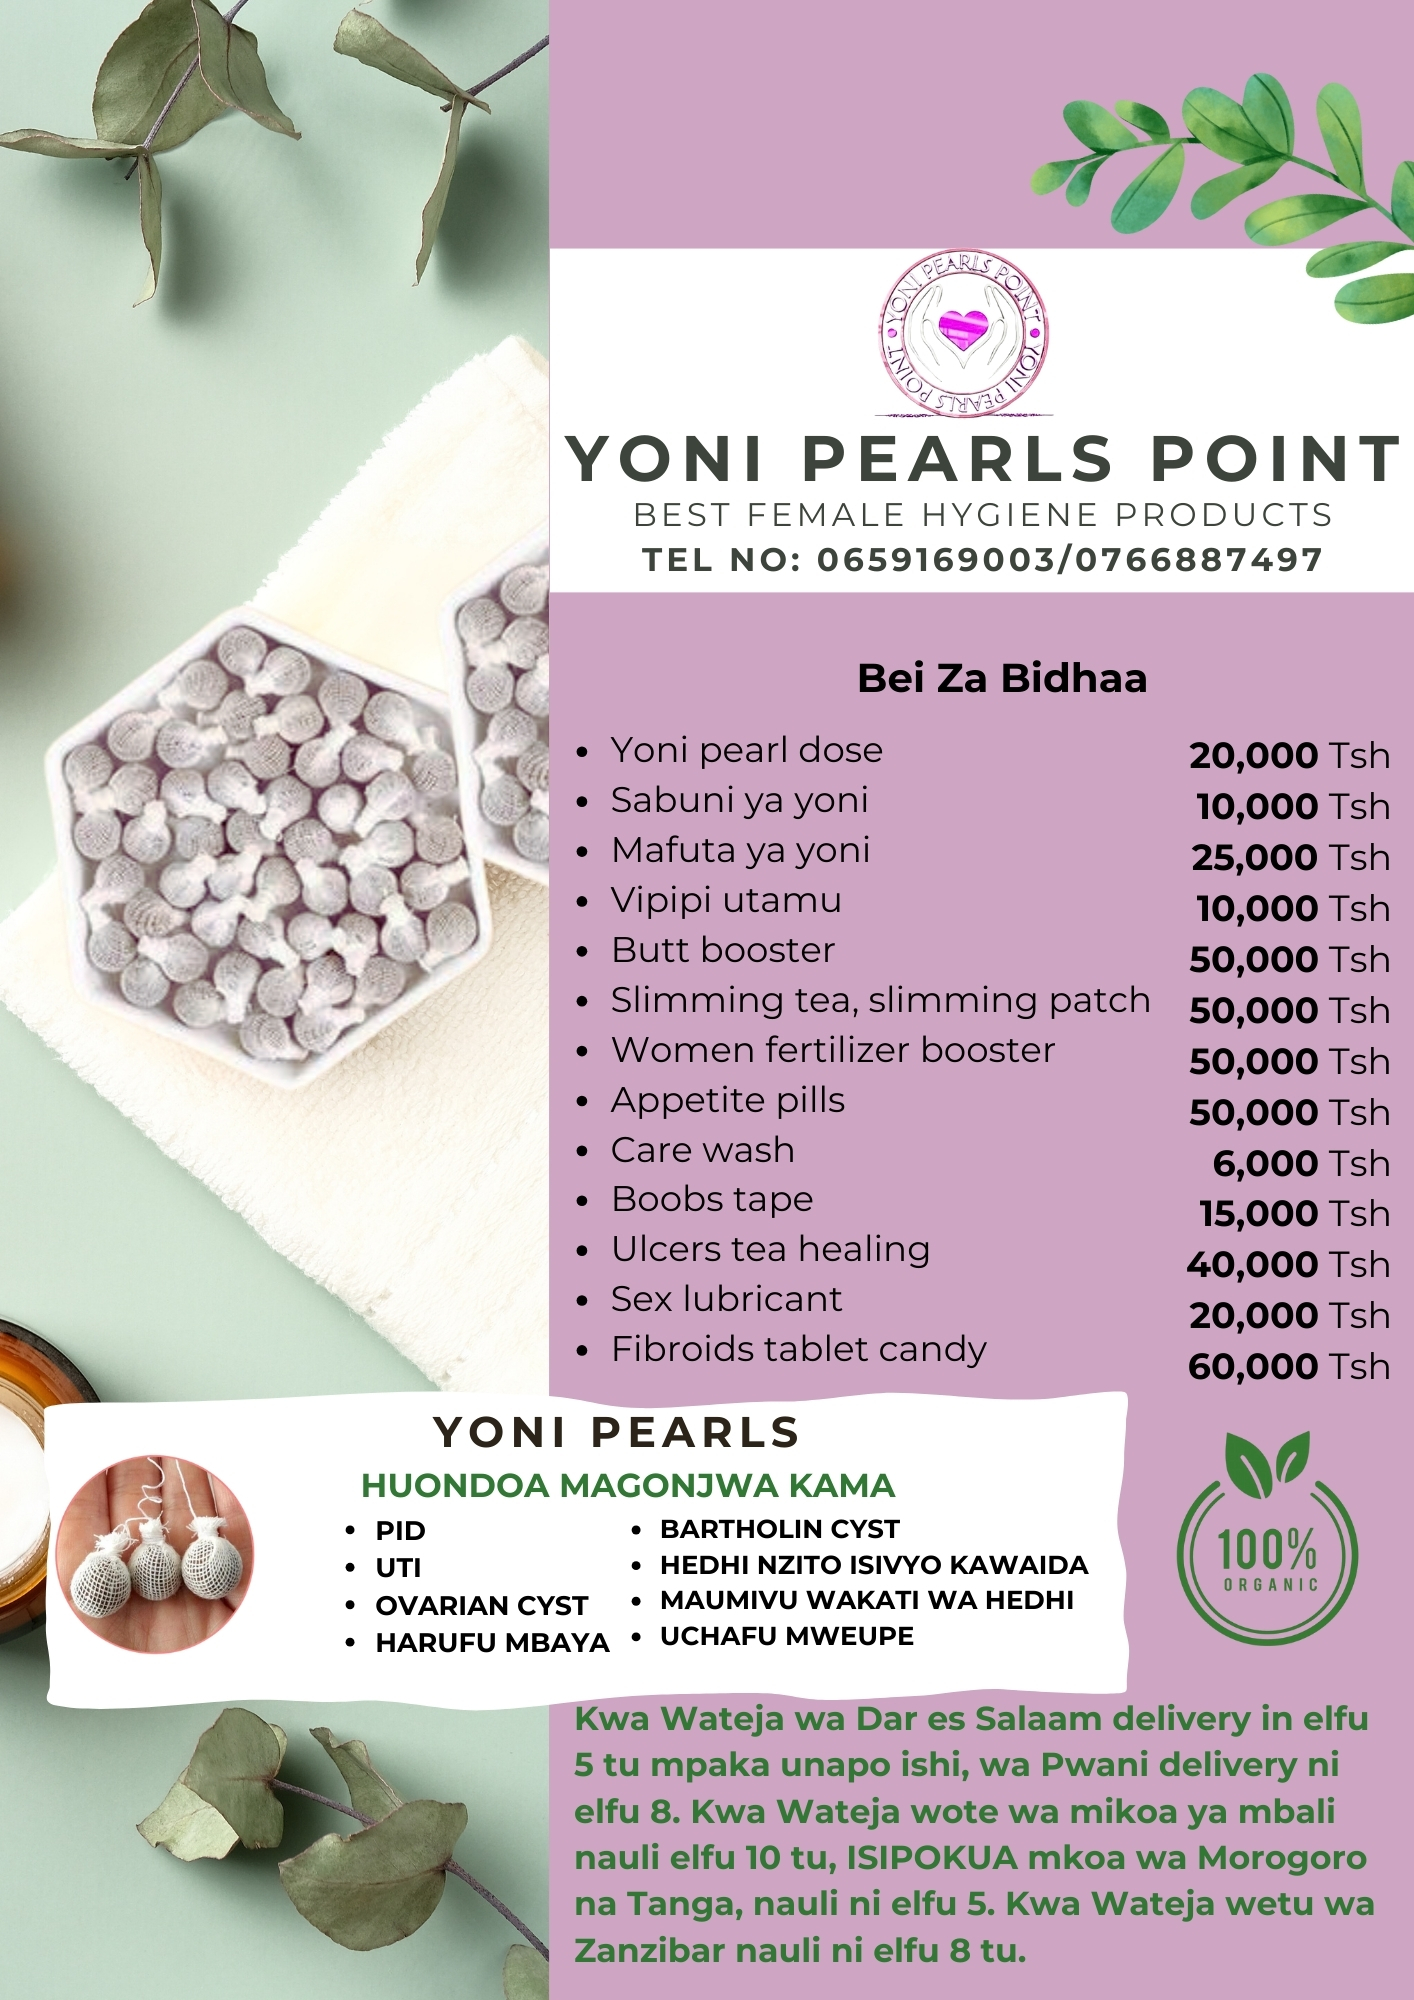 YONI PEARLS POINT · YONI PEARLS POINT ·
YONI PEARLS POINT
BEST FEMALE HYGIENE PRODUCTS
TEL NO: 0659169003/0766887497
Bei Za Bidhaa
• Yoni pearl dose 20,000 Tsh
• Sabuni ya yoni 10,000 Tsh
• Mafuta ya yoni 25,000 Tsh
• Vipipi utamu 10,000 Tsh
• Butt booster 50,000 Tsh
• Slimming tea, slimming patch 50,000 Tsh
• Women fertilizer booster 50,000 Tsh
• Appetite pills 50,000 Tsh
• Care wash 6,000 Tsh
• Boobs tape 15,000 Tsh
• Ulcers tea healing 40,000 Tsh
• Sex lubricant 20,000 Tsh
• Fibroids tablet candy 60,000 Tsh
YONI PEARLS
HUONDOA MAGONJWA KAMA
• PID
• UTI
• OVARIAN CYST
• HARUFU MBAYA
• BARTHOLIN CYST
• HEDHI NZITO ISIVYO KAWAIDA
• MAUMIVU WAKATI WA HEDHI
• UCHAFU MWEUPE
100%
ORGANIC
Kwa Wateja wa Dar es Salaam delivery in elfu
5 tu mpaka unapo ishi, wa Pwani delivery ni
elfu 8. Kwa Wateja wote wa mikoa ya mbali
nauli elfu 10 tu, ISIPOKUA mkoa wa Morogoro
na Tanga, nauli ni elfu 5. Kwa Wateja wetu wa
Zanzibar nauli ni elfu 8 tu.